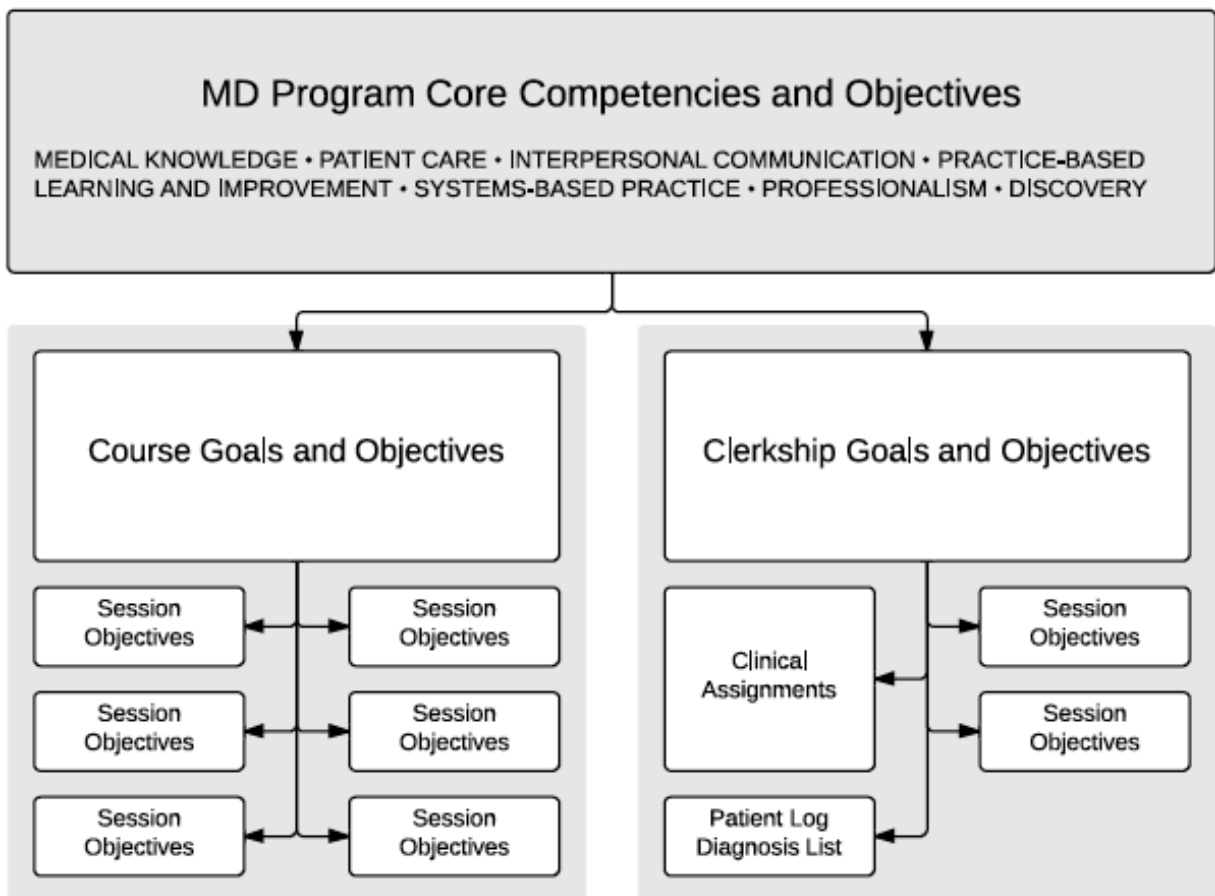 MD Program Core Competencies and Objectives
MEDICAL KNOWLEDGE • PATIENT CARE • INTERPERSONAL COMMUNICATION • PRACTICE-BASED
LEARNING AND IMPROVEMENT • SYSTEMS-BASED PRACTICE • PROFESSIONALISM • DISCOVERY
Course Goals and Objectives
Session
Objectives
Session
Objectives
Session
Objectives
Session
Objectives
Session
Objectives
Session
Objectives
Clerkship Goals and Objectives
Clinical
Assignments
Session
Objectives
Session
Objectives
Patient Log
Diagnosis List